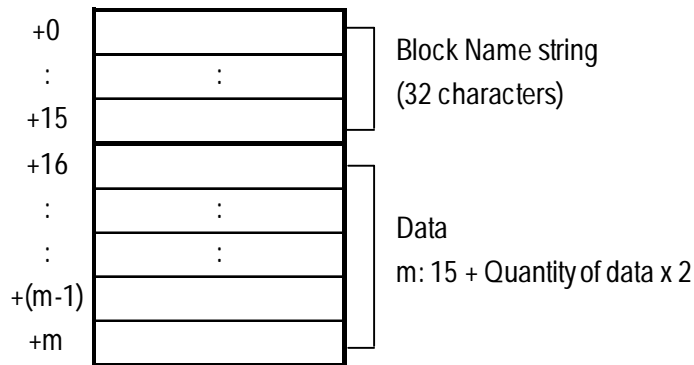 +0
Block Name string
: :
(32 characters)
+15
+16
: :
Data
: :
m: 15 + Quantity of data x 2
+(m-1)
+m